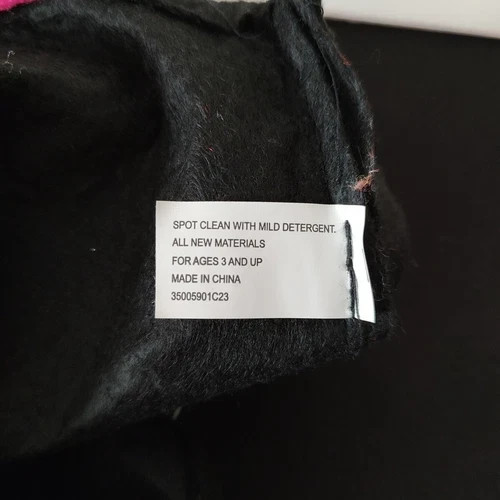 SPOT CLEAN WITH MILD DETERGENT.
ALL NEW MATERIALS
FOR AGES 3 AND UP
MADE IN CHINA
35005901C23